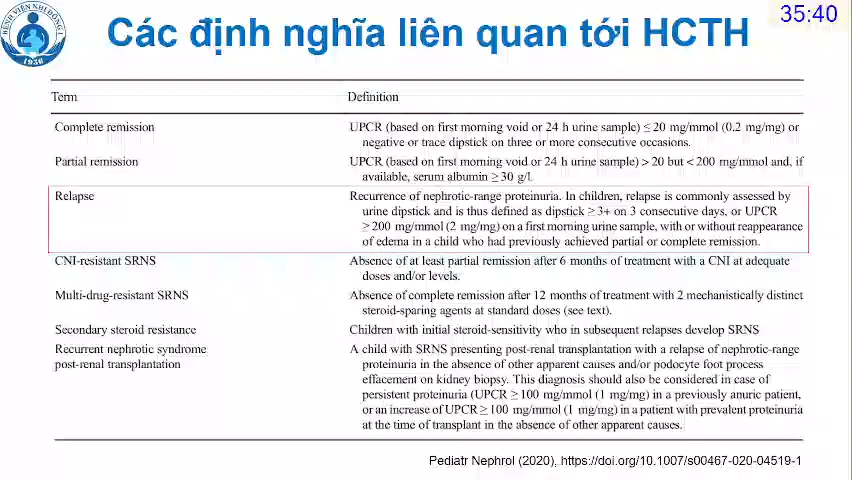 BỆNH VIỆN NHI ĐỒNG 1
1956
35:40
Các định nghĩa liên quan tới HCTH
Term Definition
Complete remission UPCR (based on first morning void or 24 h urine sample) ≤ 20 mg/mmol (0.2 mg/mg) or
negative or trace dipstick on three or more consecutive occasions.
Partial remission UPCR (based on first morning void or 24 h urine sample) > 20 but < 200 mg/mmol and, if
available, serum albumin ≥ 30 g/l.
Relapse Recurrence of nephrotic-range proteinuria. In children, relapse is commonly assessed by
urine dipstick and is thus defined as dipstick ≥ 3+ on 3 consecutive days, or UPCR
≥ 200 mg/mmol (2 mg/mg) on a first morning urine sample, with or without reappearance
of edema in a child who had previously achieved partial or complete remission.
CNI-resistant SRNS Absence of at least partial remission after 6 months of treatment with a CNI at adequate
doses and/or levels.
Multi-drug-resistant SRNS Absence of complete remission after 12 months of treatment with 2 mechanistically distinct
steroid-sparing agents at standard doses (see text).
Secondary steroid resistance Children with initial steroid-sensitivity who in subsequent relapses develop SRNS
Recurrent nephrotic syndrome A child with SRNS presenting post-renal transplantation with a relapse of nephrotic-range
post-renal transplantation proteinuria in the absence of other apparent causes and/or podocyte foot process
effacement on kidney biopsy. This diagnosis should also be considered in case of
persistent proteinuria (UPCR ≥ 100 mg/mmol (1 mg/mg) in a previously anuric patient,
or an increase of UPCR ≥ 100 mg/mmol (1 mg/mg) in a patient with prevalent proteinuria
at the time of transplant in the absence of other apparent causes.
Pediatr Nephrol (2020), https://doi.org/10.1007/s00467-020-04519-1